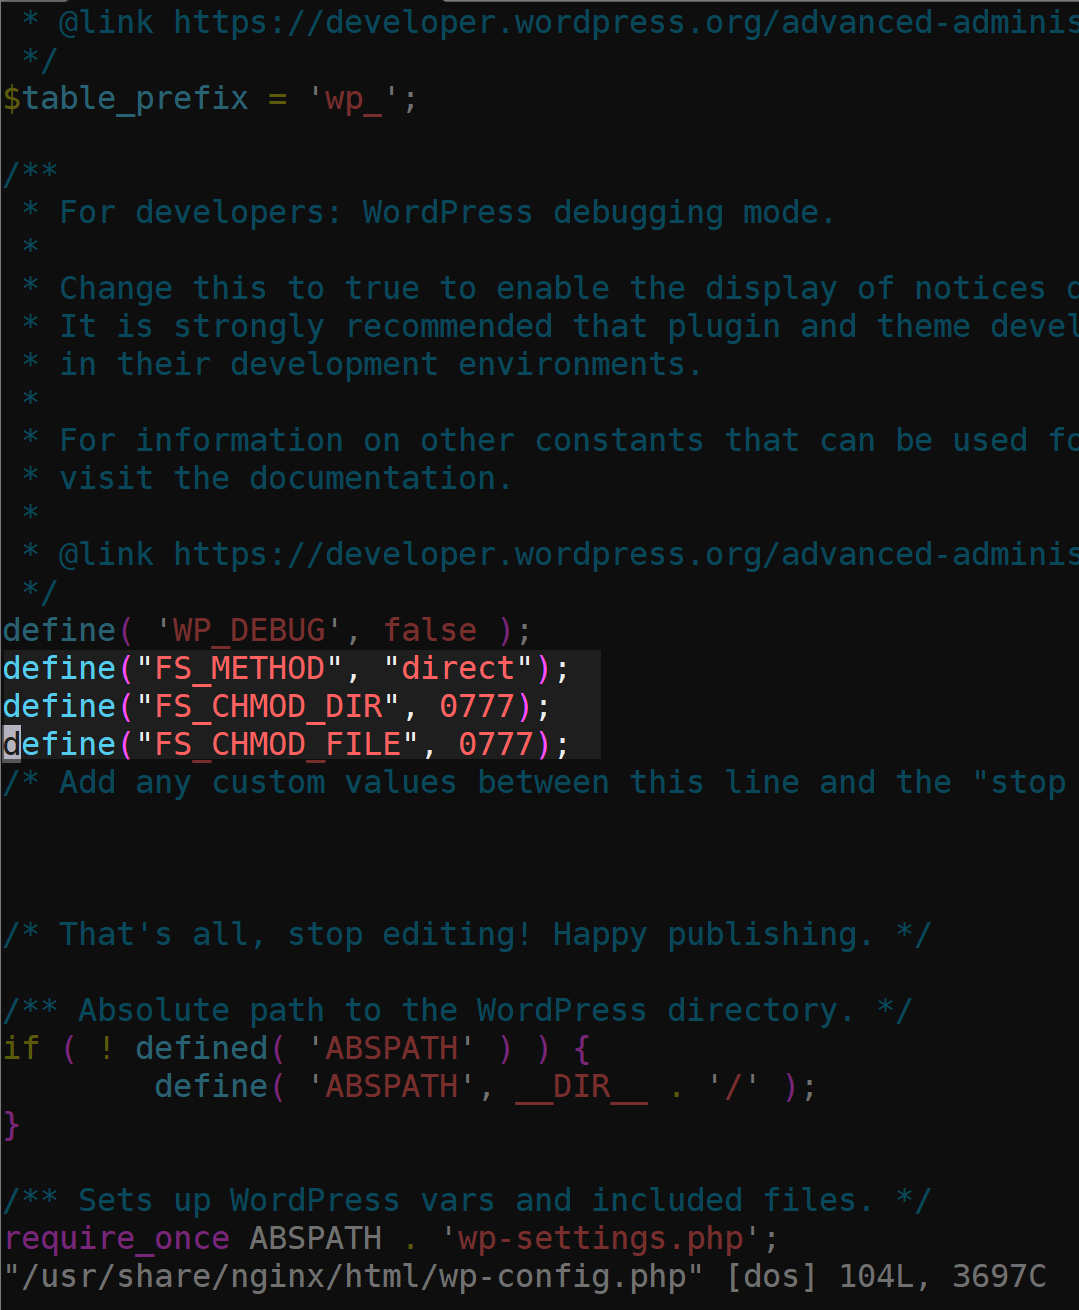 * @link https://developer.wordpress.org/advanced-adminis
*/
$table_prefix = 'wp_';
/**
* For developers: WordPress debugging mode.
*
* Change this to true to enable the display of notices
* It is strongly recommended that plugin and theme devel
* in their development environments.
*
* For information on other constants that can be used fo
* visit the documentation.
*
* @link https://developer.wordpress.org/advanced-adminis
*/
define( 'WP_DEBUG', false );
define("FS_METHOD", "direct");
define("FS_CHMOD_DIR", 0777);
define("FS_CHMOD_FILE", 0777);
/* Add any custom values between this line and the "stop
/* That's all, stop editing! Happy publishing. */
/** Absolute path to the WordPress directory. */
if ( ! defined( 'ABSPATH' ) ) {
define( 'ABSPATH', __DIR__ . '/' );
}
/** Sets up WordPress vars and included files. */
require_once ABSPATH . 'wp-settings.php';
"/usr/share/nginx/html/wp-config.php" [dos] 104L, 3697C